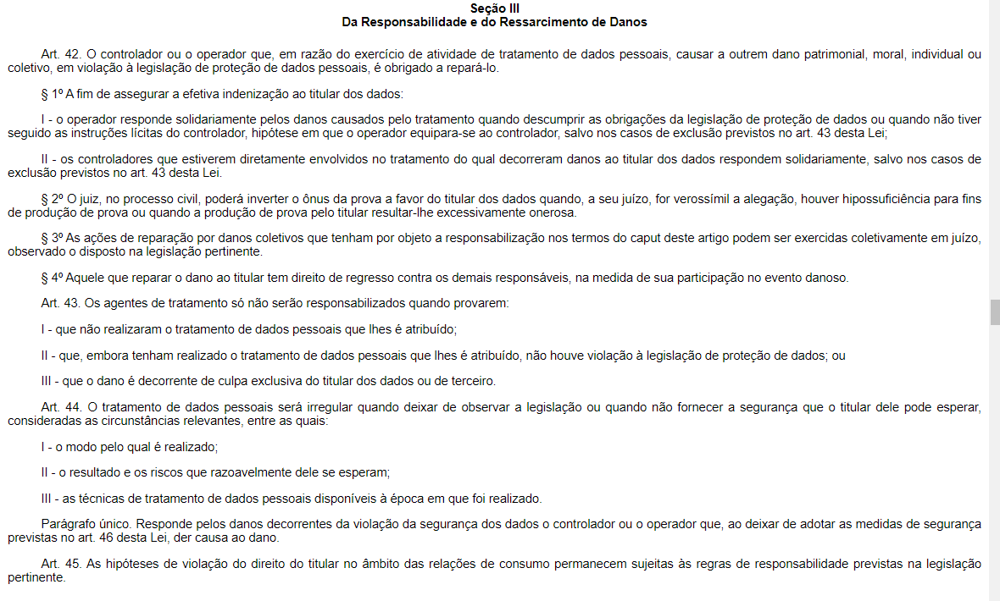 Seção III
Da Responsabilidade e do Ressarcimento de Danos
Art. 42. O controlador ou o operador que, em razão do exercício de atividade de tratamento de dados pessoais, causar a outrem dano patrimonial, moral, individual ou
coletivo, em violação à legislação de proteção de dados pessoais, é obrigado a repará-lo.
§ 1º A fim de assegurar a efetiva indenização ao titular dos dados:
I - o operador responde solidariamente pelos danos causados pelo tratamento quando descumprir as obrigações da legislação de proteção de dados ou quando não tiver
seguido as instruções lícitas do controlador, hipótese em que o operador equipara-se ao controlador, salvo nos casos de exclusão previstos no art. 43 desta Lei;
II - os controladores que estiverem diretamente envolvidos no tratamento do qual decorreram danos ao titular dos dados respondem solidariamente, salvo nos casos de
exclusão previstos no art. 43 desta Lei.
§ 2º O juiz, no processo civil, poderá inverter o ônus da prova a favor do titular dos dados quando, a seu juízo, for verossímil a alegação, houver hipossuficiência para fins
de produção de prova ou quando a produção de prova pelo titular resultar-lhe excessivamente onerosa.
§ 3º As ações de reparação por danos coletivos que tenham por objeto a responsabilização nos termos do caput deste artigo podem ser exercidas coletivamente em juízo,
observado o disposto na legislação pertinente.
§ 4º Aquele que reparar o dano ao titular tem direito de regresso contra os demais responsáveis, na medida de sua participação no evento danoso.
Art. 43. Os agentes de tratamento só não serão responsabilizados quando provarem:
I - que não realizaram o tratamento de dados pessoais que lhes é atribuído;
II - que, embora tenham realizado o tratamento de dados pessoais que lhes é atribuído, não houve violação à legislação de proteção de dados; ou
III - que o dano é decorrente de culpa exclusiva do titular dos dados ou de terceiro.
Art. 44. O tratamento de dados pessoais será irregular quando deixar de observar a legislação ou quando não fornecer a segurança que o titular dele pode esperar,
consideradas as circunstâncias relevantes, entre as quais:
I - o modo pelo qual é realizado;
II - o resultado e os riscos que razoavelmente dele se esperam;
III - as técnicas de tratamento de dados pessoais disponíveis à época em que foi realizado.
Parágrafo único. Responde pelos danos decorrentes da violação da segurança dos dados o controlador ou o operador que, ao deixar de adotar as medidas de segurança
previstas no art. 46 desta Lei, der causa ao dano.
Art. 45. As hipóteses de violação do direito do titular no âmbito das relações de consumo permanecem sujeitas às regras de responsabilidade previstas na legislação
pertinente.